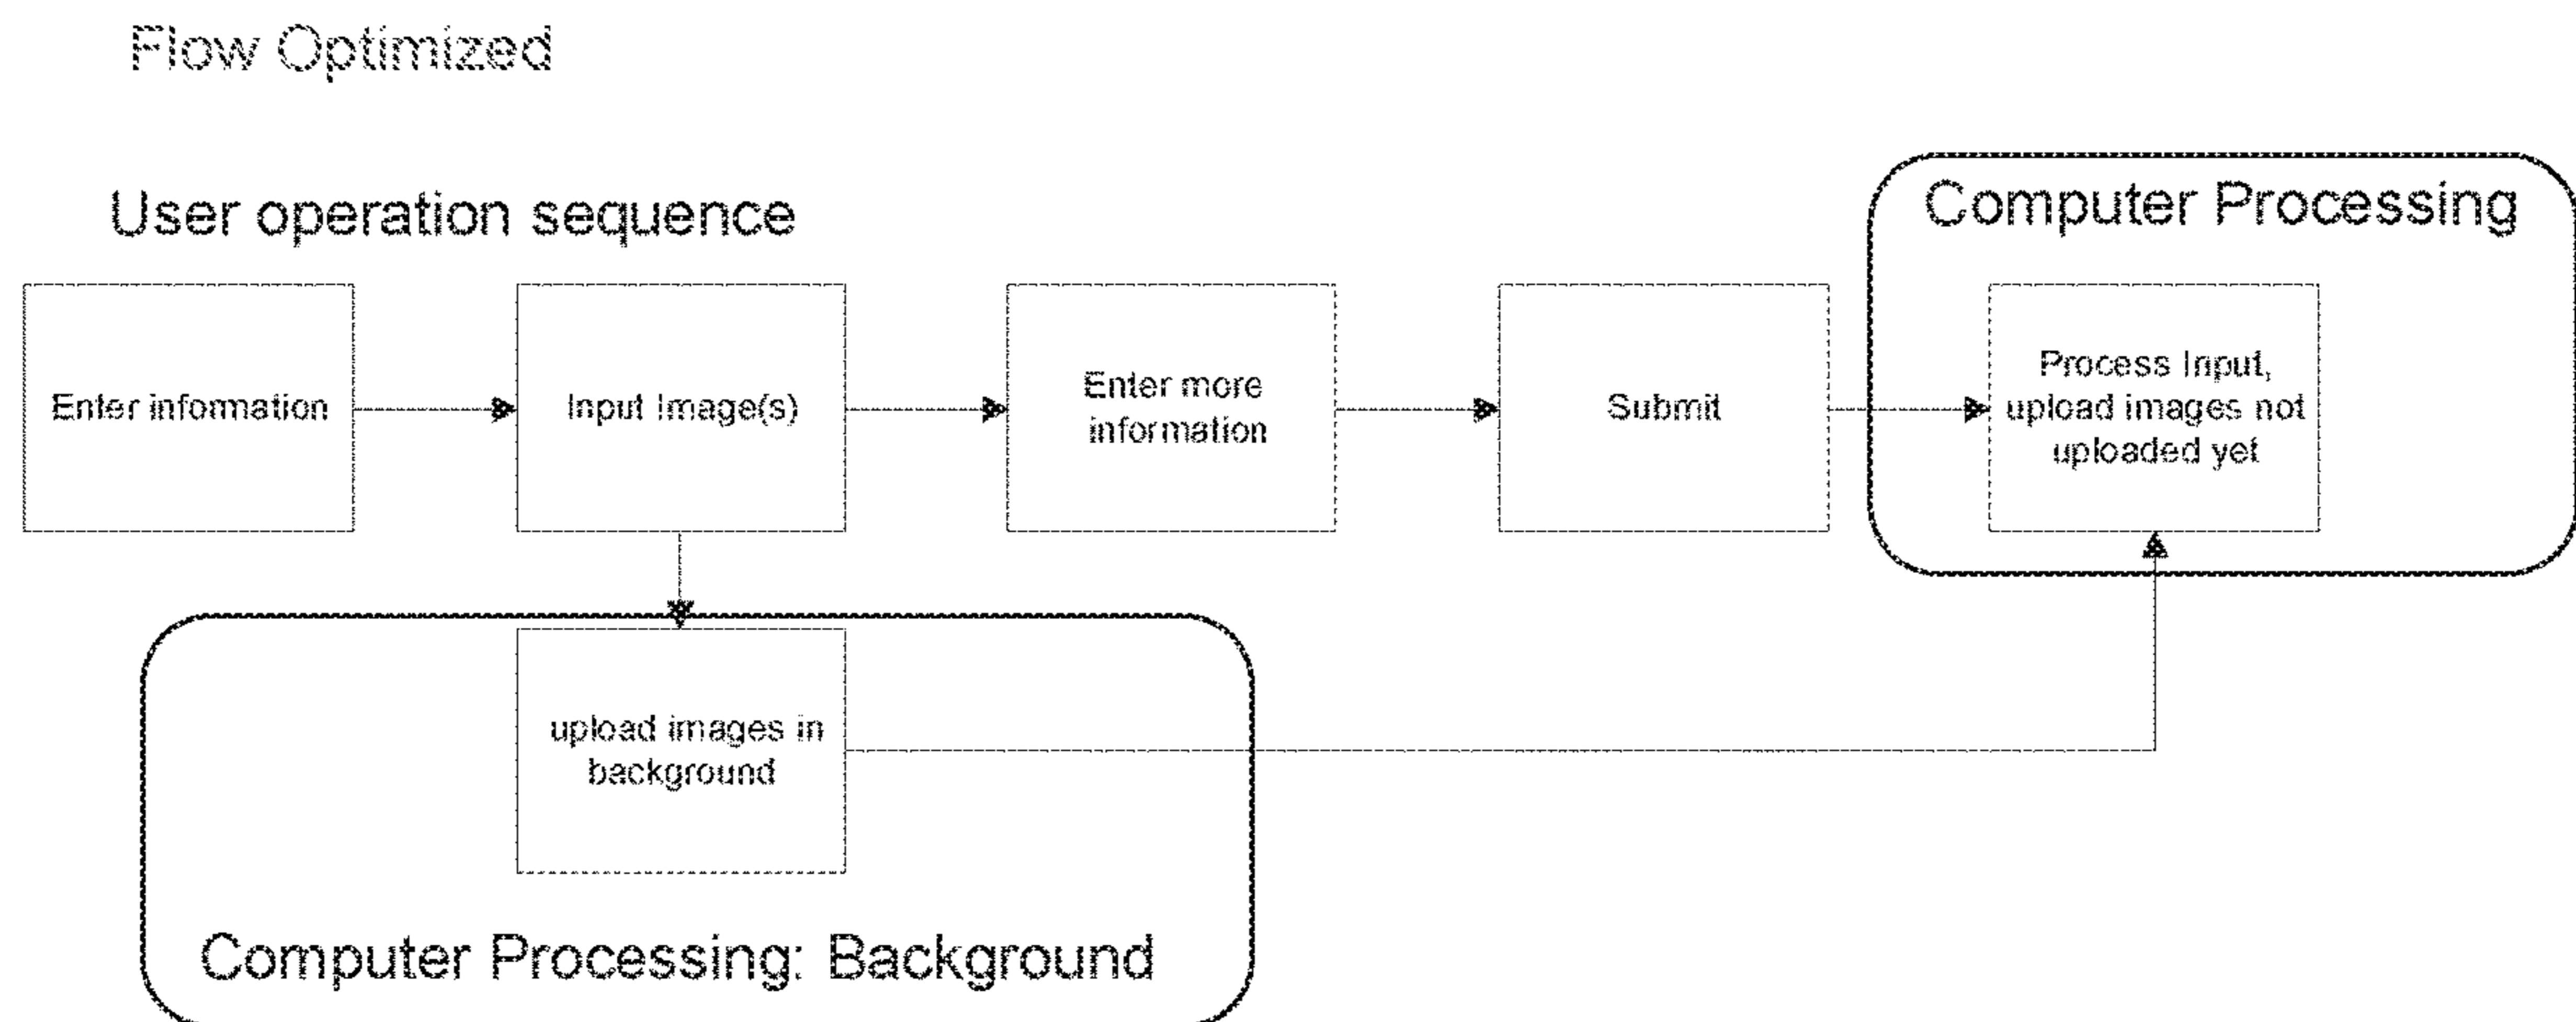 Flow Optimized
User operation sequence
Computer Processing
Enter information
Input Image(s)
Enter more
information
Submit
Process Input,
upload images not
uploaded yet
upload images in
background
Computer Processing: Background